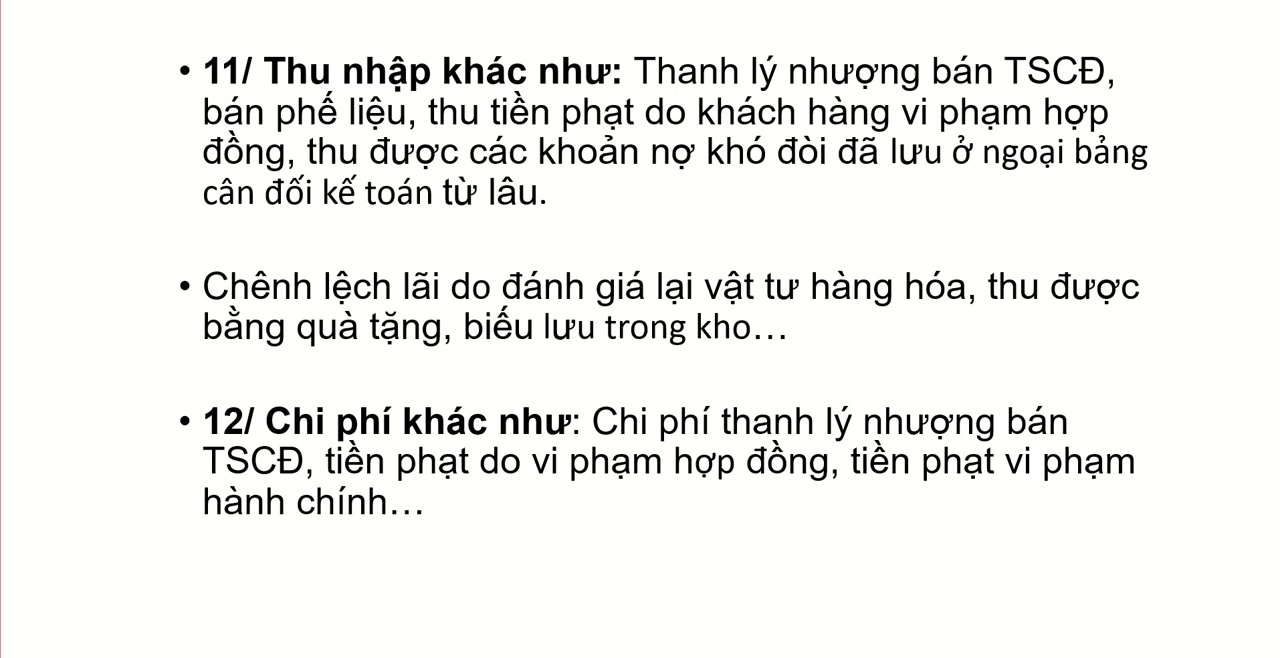 • 11/ Thu nhập khác như: Thanh lý nhượng bán TSCĐ,
bán phế liệu, thu tiền phạt do khách hàng vi phạm hợp
đồng, thu được các khoản nợ khó đòi đã lưu ở ngoại bảng
cân đối kế toán từ lâu.
• Chênh lệch lãi do đánh giá lại vật tư hàng hóa, thu được
bằng quà tặng, biếu lưu trong kho…
• 12/ Chi phí khác như: Chi phí thanh lý nhượng bán
TSCĐ, tiền phạt do vi phạm hợp đồng, tiền phạt vi phạm
hành chính…